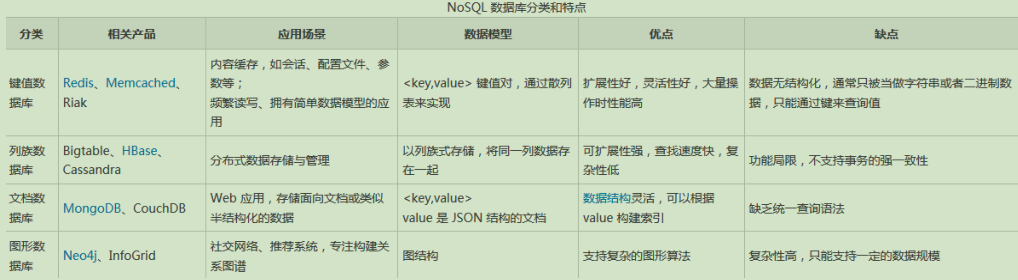 NoSQL 数据库分类和特点
分类 相关产品 应用场景 数据模型 优点 缺点
键值数据库
Redis、Memcached、
Riak
内容缓存，如会话、配置文件、参
数等；
频繁读写、拥有简单数据模型的应
用
<key,value> 键值对，通过散列
表来实现
扩展性好，灵活性好，大量操
作时性能高
数据无结构化，通常只被当做字符串或者二进制数
据，只能通过键来查询值
列族数
据库
Bigtable、HBase、
Cassandra
分布式数据存储与管理
以列族式存储，将同一列数据存
在一起
可扩展性强，查找速度快，复
杂性低
功能局限，不支持事务的强一致性
文档数
据库
MongoDB、CouchDB
Web 应用，存储面向文档或类似
半结构化的数据
<key,value>
value 是 JSON 结构的文档
数据结构灵活，可以根据
value 构建索引
缺乏统一查询语法
图形数
据库
Neo4j、InfoGrid
社交网络、推荐系统，专注构建关
系图谱
图结构
支持复杂的图形算法
复杂性高，只能支持一定的数据规模